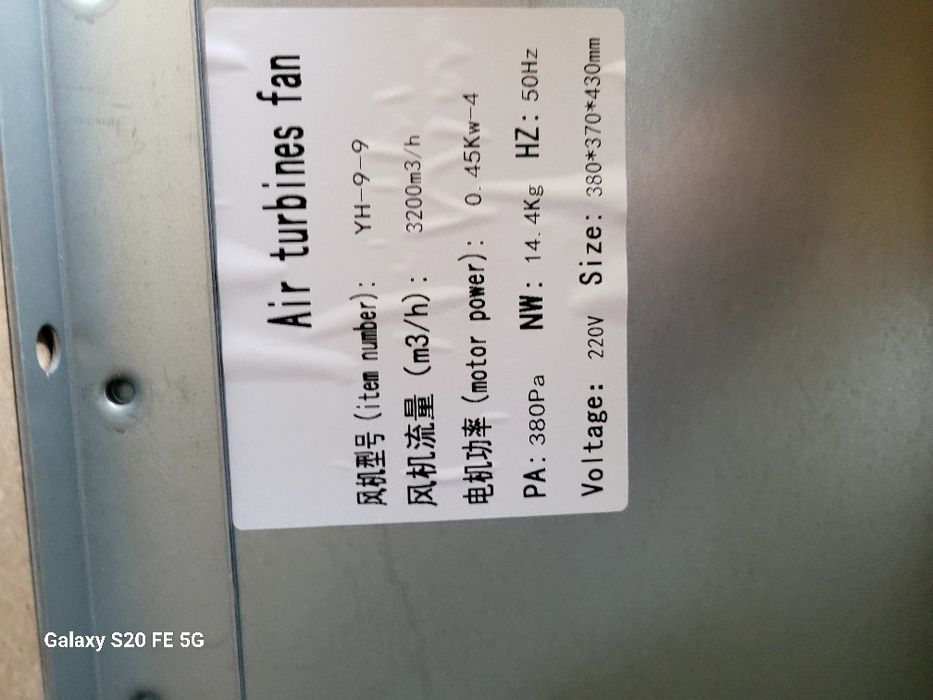 Air turbines fan
风机型号(item number): YH-9-9
风机流量(m3/h): 3200m3/h
电机功率(motor power): 0.45Kw-4
PA: 380Pa NW: 14.4Kg HZ: 50Hz
Voltage: 220V Size: 380*370*430mm
Galaxy S20 FE 5G